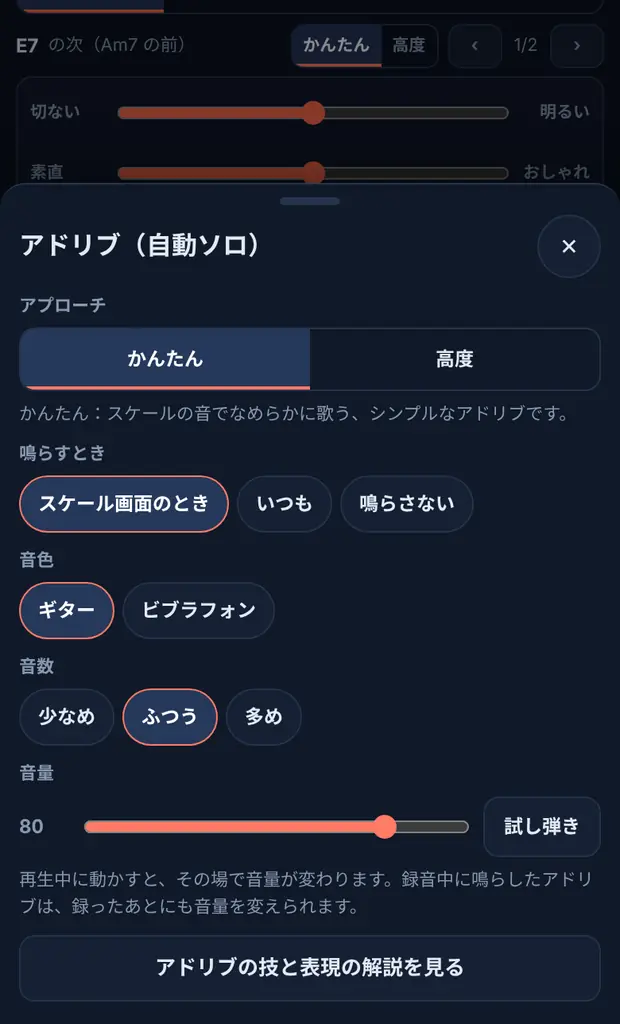 E7 の次（Am7 の前） かんたん 高度 ‹ 1/2 ›
切ない 明るい
素直 おしゃれ
アドリブ（自動ソロ） ×
アプローチ
かんたん 高度
かんたん：スケールの音でなめらかに歌う、シンプルなアドリブです。
鳴らすとき
スケール画面のとき いつも 鳴らさない
音色
ギター ビブラフォン
音数
少なめ ふつう 多め
音量
80 試し弾き
再生中に動かすと、その場で音量が変わります。録音中に鳴らしたアドリ
ブは、録ったあとにも音量を変えられます。
アドリブの技と表現の解説を見る